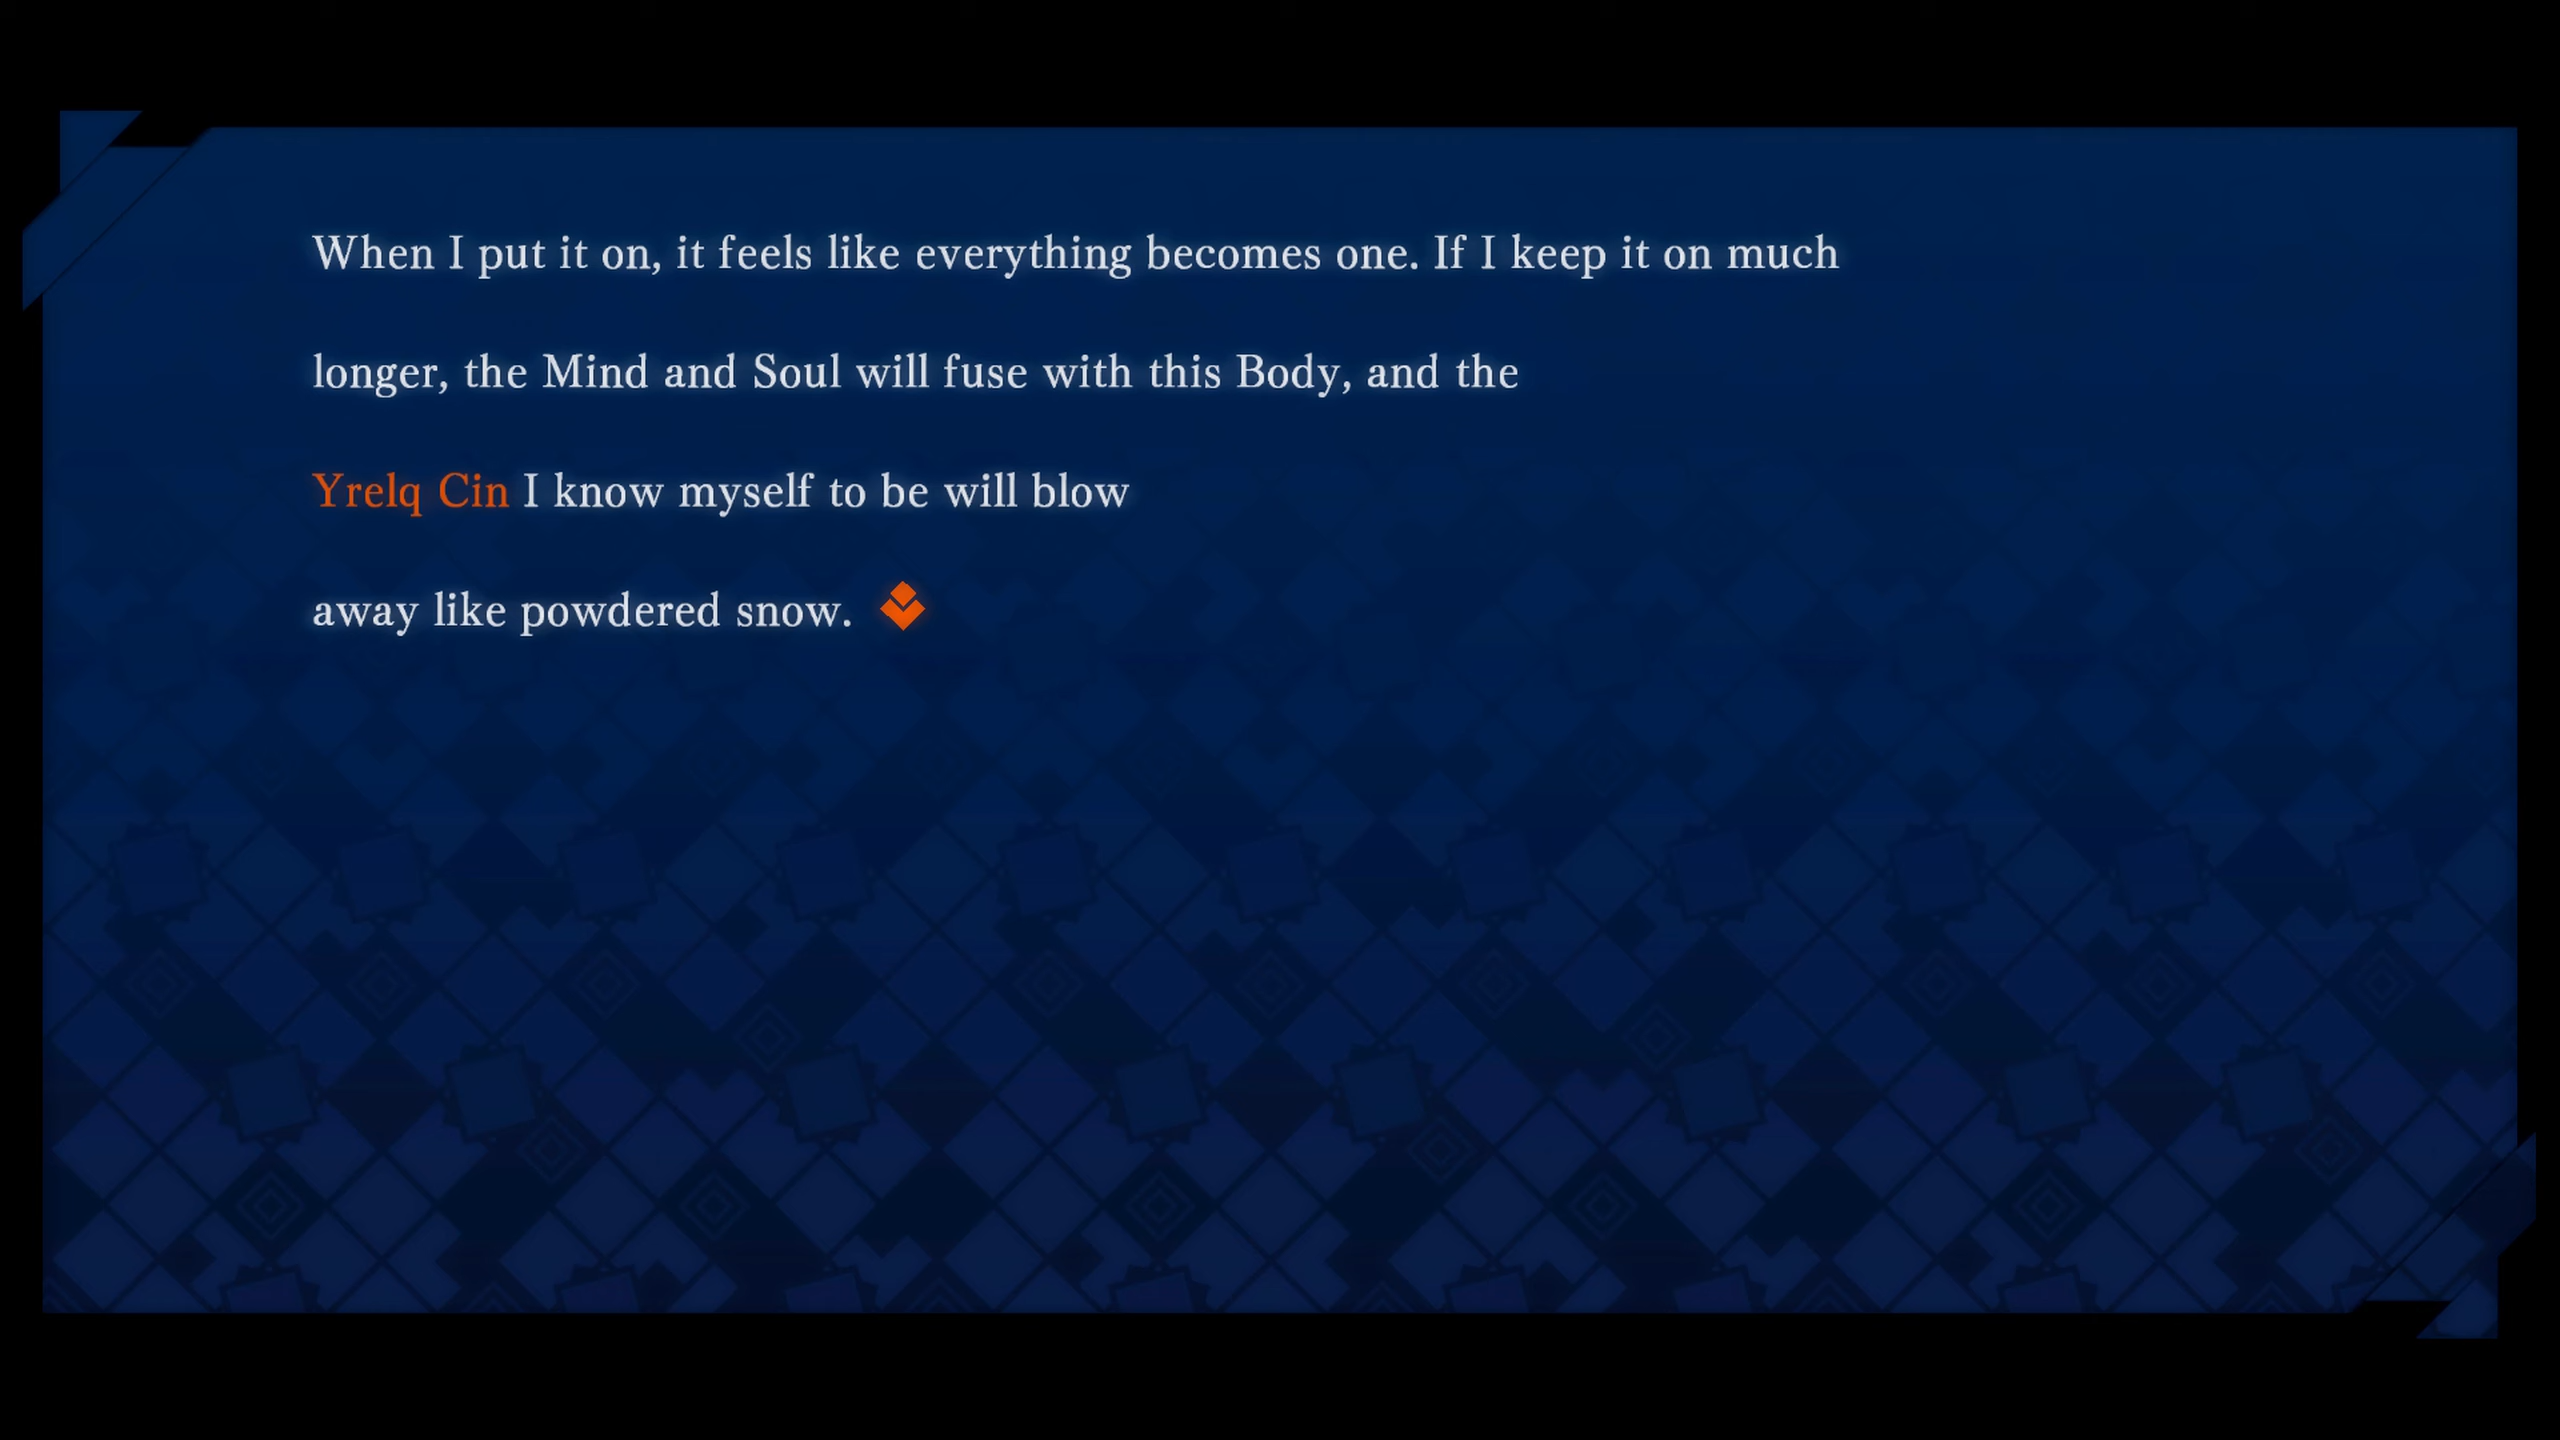 When I put it on, it feels like everything becomes one. If I keep it on much
longer, the Mind and Soul will fuse with this Body, and the
Yrelq Cin I know myself to be will blow
away like powdered snow.